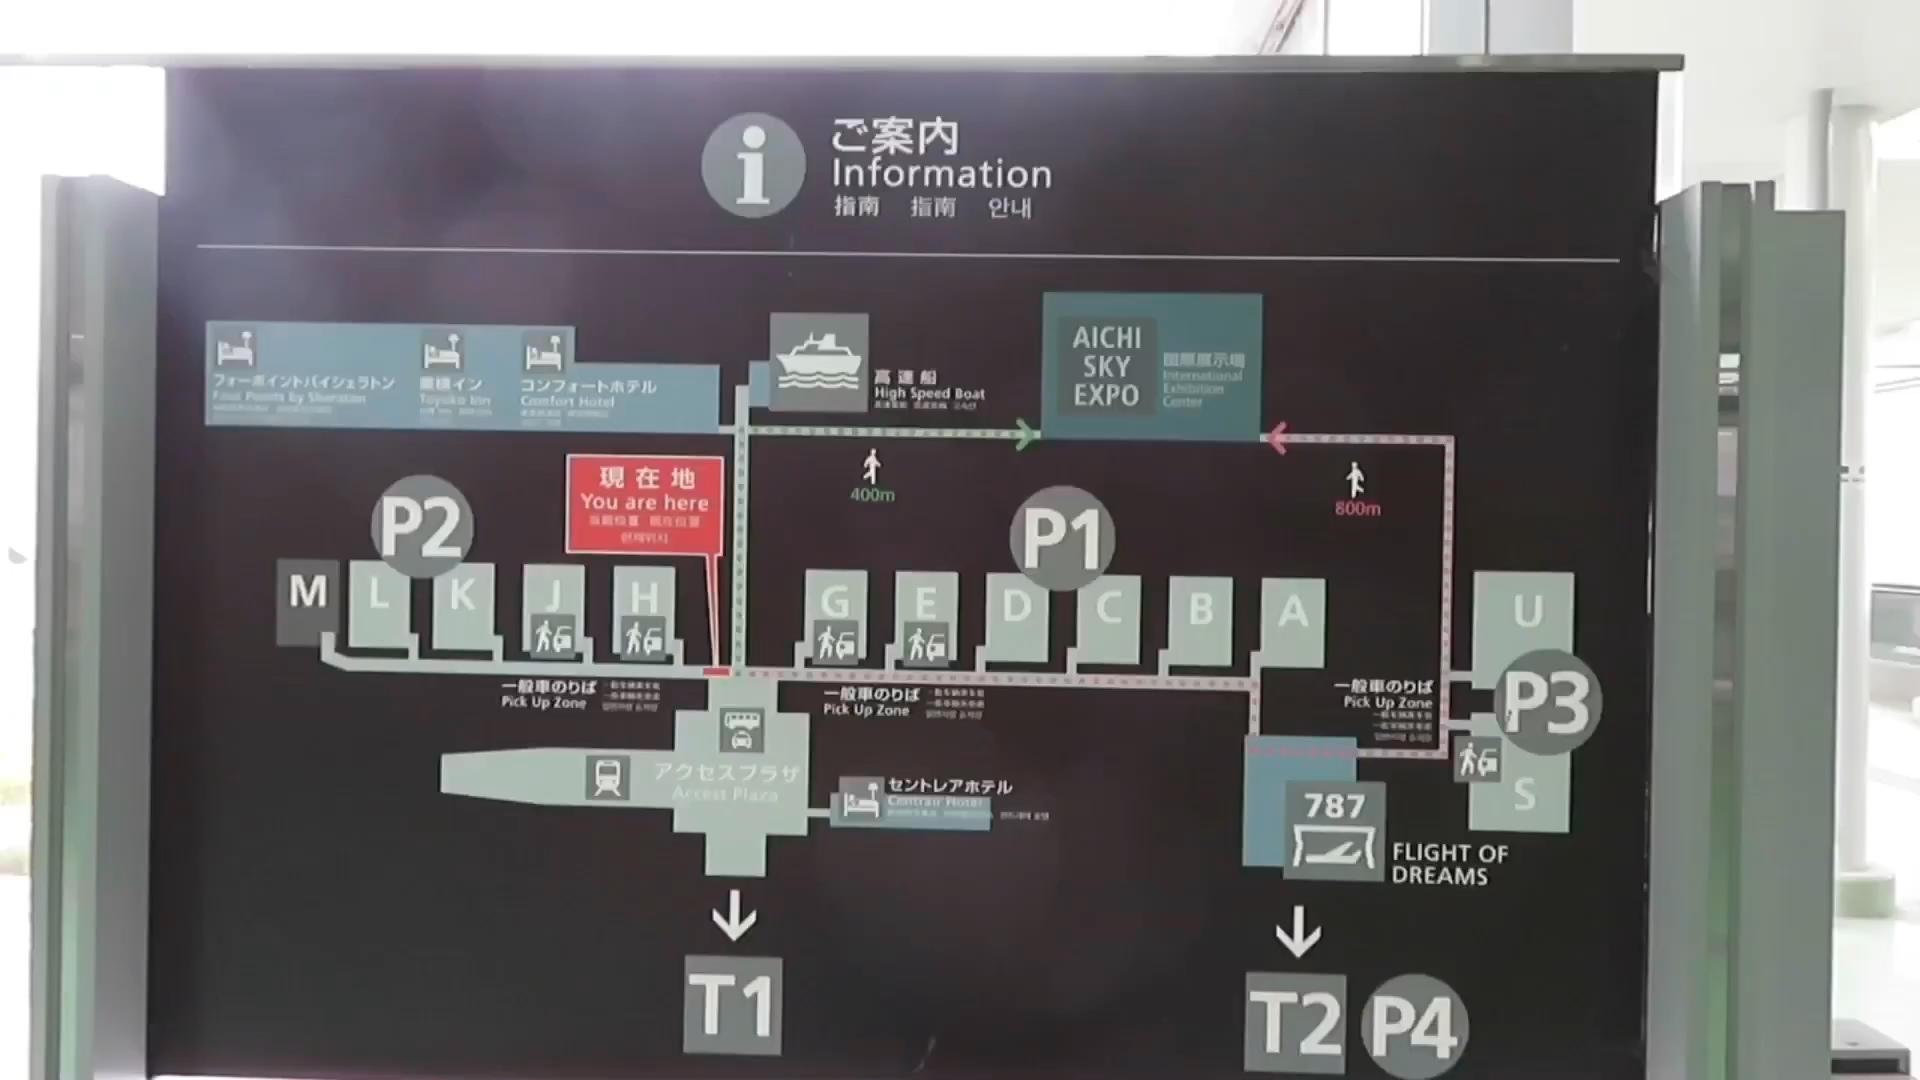 ご案内
Information
指南 指南 안내
フォーポイントバイシェラトン
Four Points by Sheraton
東横イン
Toyoko Inn
コンフォートホテル
Comfort Hotel
高速船
High Speed Boat
AICHI
SKY
EXPO
国際展示場
International
Exhibition
Center
現在地
You are here
400m
800m
P2
P1
M
L
K
J
H
G
E
D
C
B
A
U
P3
S
一般車のりば
Pick Up Zone
一般車のりば
Pick Up Zone
一般車のりば
Pick Up Zone
アクセスプラザ
Access Plaza
セントレアホテル
Centrair Hotel
787
FLIGHT OF
DREAMS
T1
T2
P4